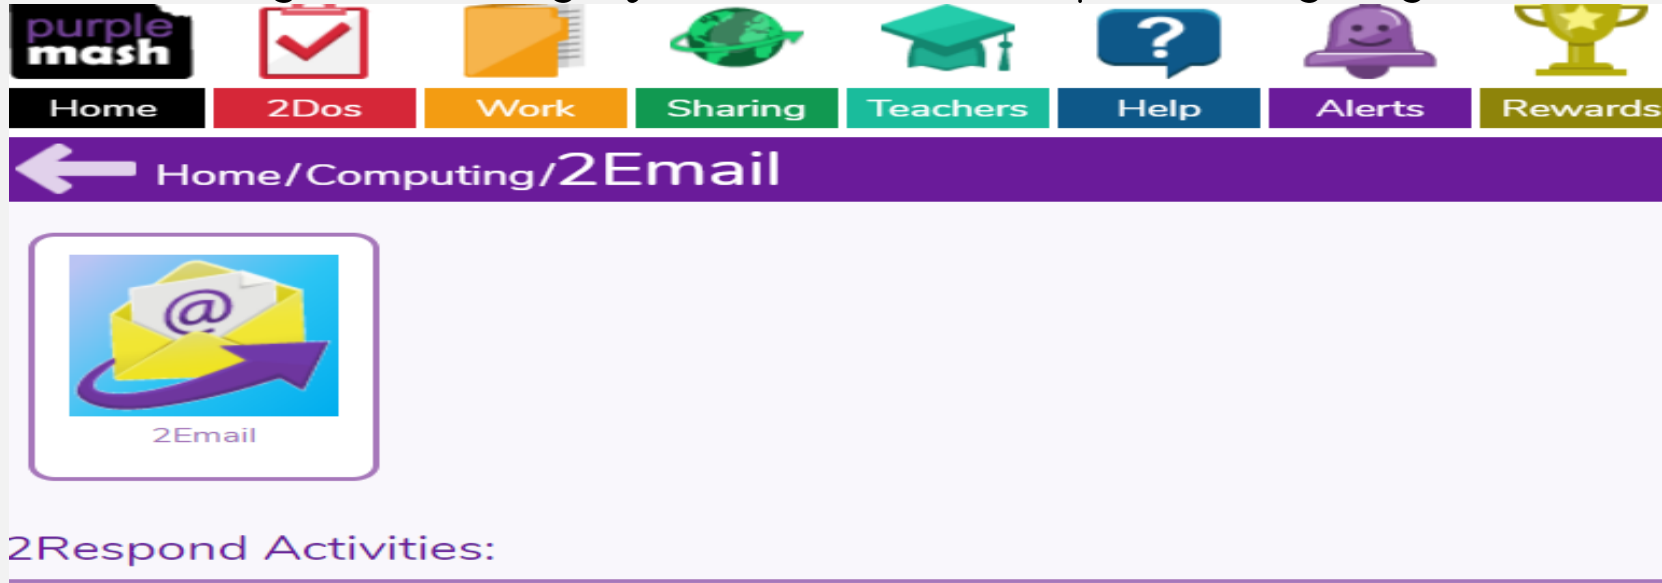 purple
mash
?
Home 2Dos Work Sharing Teachers Help Alerts Rewards
Home/Computing/2Email
@
2Email
2Respond Activities: